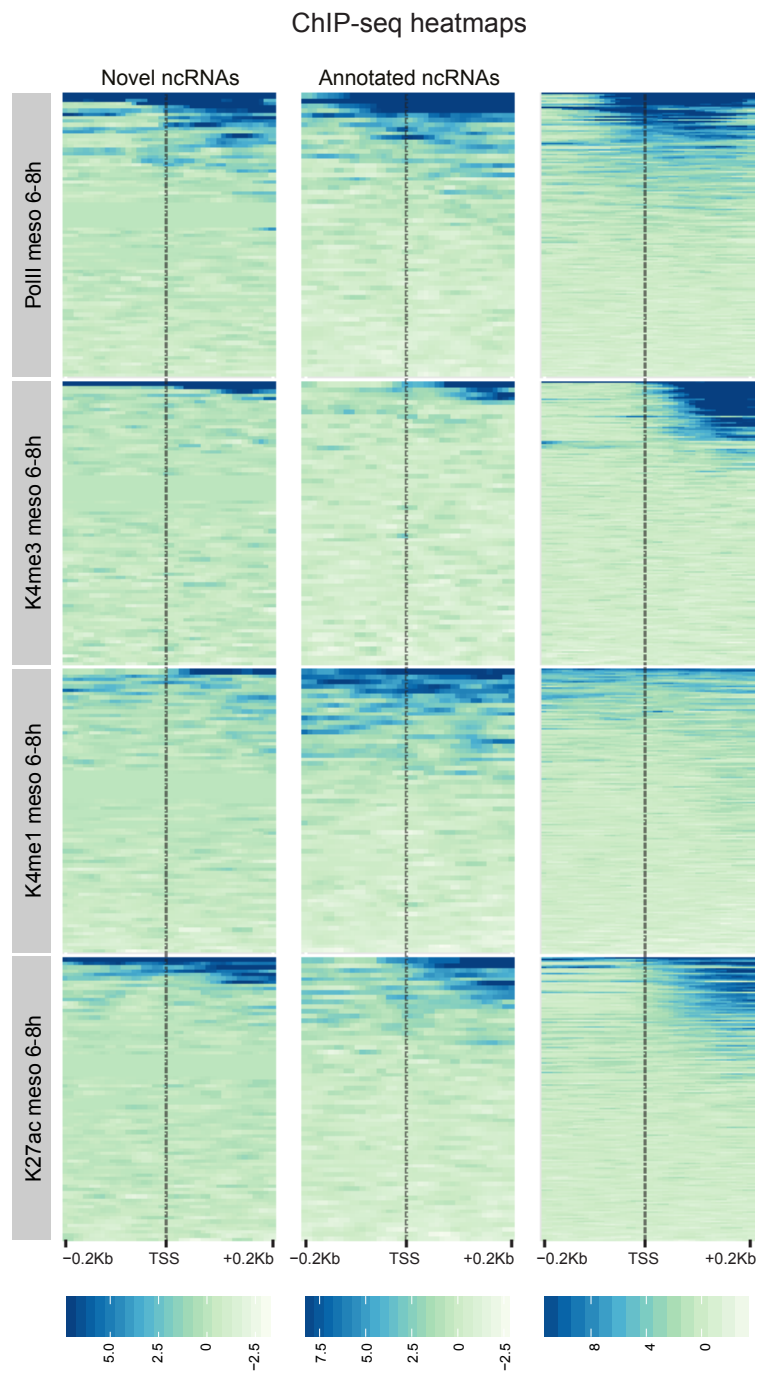 ChIP-seq heatmaps
Novel ncRNAs
Annotated ncRNAs
PolII meso 6-8h
K4me3 meso 6-8h
K4me1 meso 6-8h
K27ac meso 6-8h
−0.2Kb TSS +0.2Kb
−0.2Kb TSS +0.2Kb
−0.2Kb TSS +0.2Kb
5.0 2.5 0 −2.5
7.5 5.0 2.5 0 −2.5
8 4 0